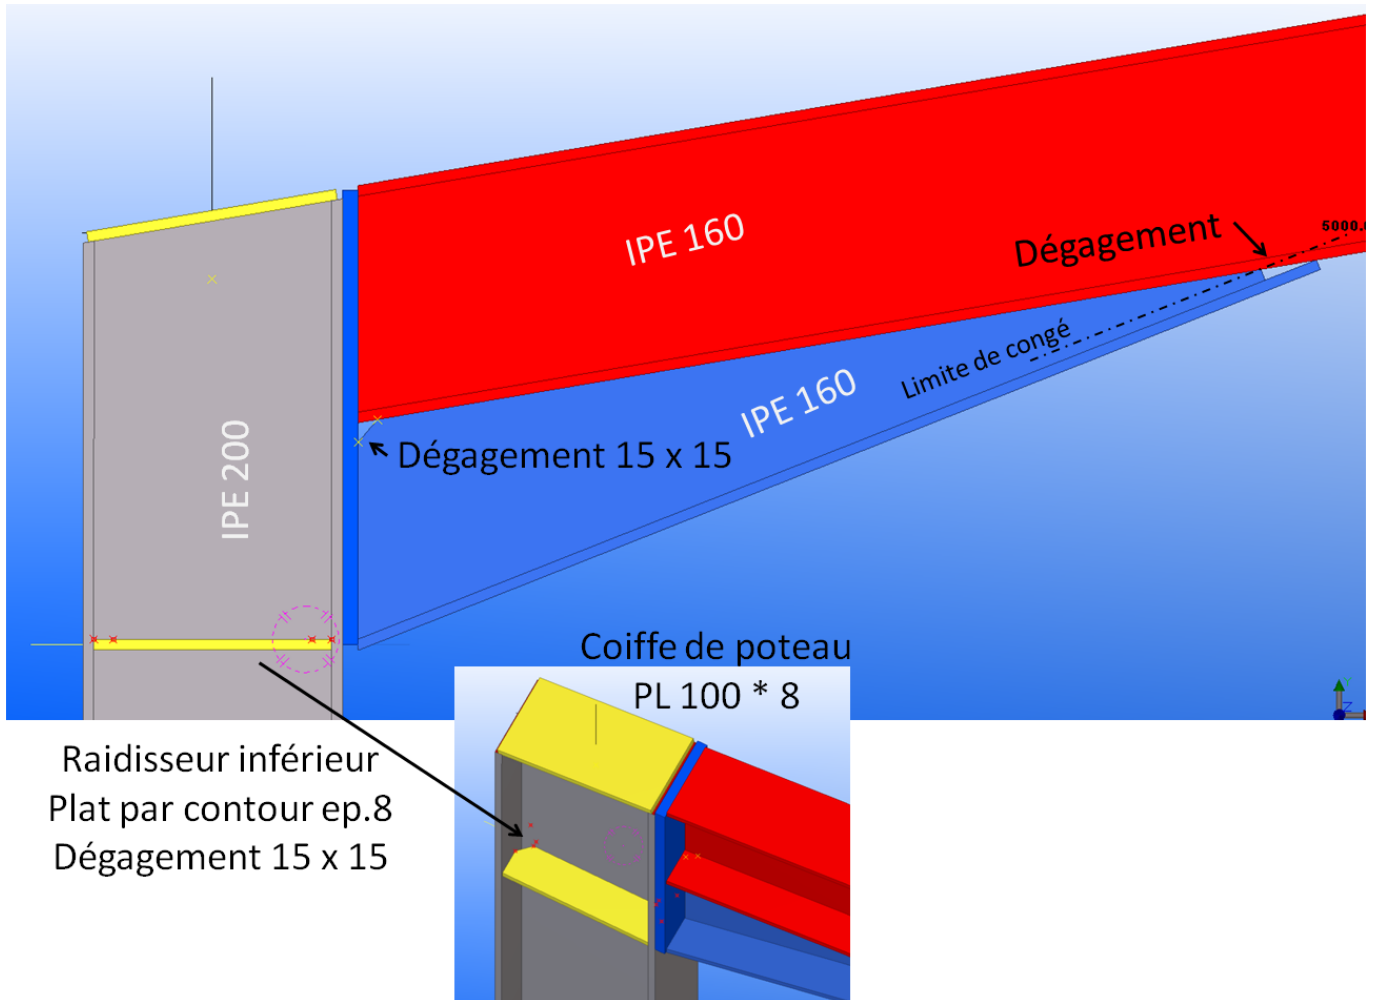 IPE 160
Dégagement
5000.
Limite de congé
IPE 160
IPE 200
Dégagement 15 x 15
Coiffe de poteau
PL 100 * 8
Raidisseur inférieur
Plat par contour ep.8
Dégagement 15 x 15
Z